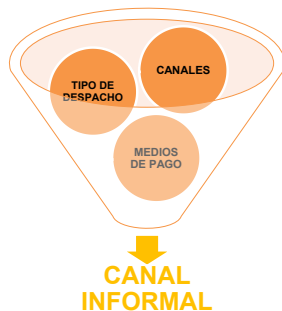 CANALES
TIPO DE
DESPACHO
MEDIOS
DE PAGO
CANAL
INFORMAL